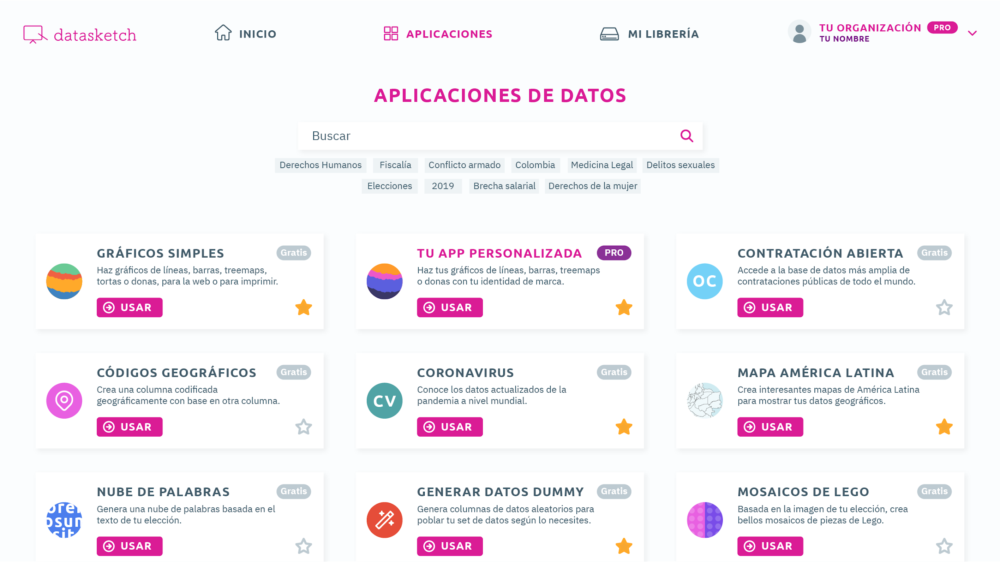 datasketch
INICIO
APLICACIONES
MI LIBRERÍA
TU ORGANIZACIÓN PRO
TU NOMBRE
APLICACIONES DE DATOS
Buscar
Derechos Humanos Fiscalía Conflicto armado Colombia Medicina Legal Delitos sexuales
Elecciones 2019 Brecha salarial Derechos de la mujer
GRÁFICOS SIMPLES Gratis
Haz gráficos de líneas, barras, treemaps,
tortas o donas, para la web o para imprimir.
USAR
TU APP PERSONALIZADA PRO
Haz tus gráficos de líneas, barras, treemaps
o donas con tu identidad de marca.
USAR
CONTRATACIÓN ABIERTA Gratis
OC
Accede a la base de datos más amplia de
contrataciones públicas de todo el mundo.
USAR
CÓDIGOS GEOGRÁFICOS Gratis
Crea una columna codificada
geográficamente con base en otra columna.
USAR
CORONAVIRUS Gratis
CV
Conoce los datos actualizados de la
pandemia a nivel mundial.
USAR
MAPA AMÉRICA LATINA Gratis
Crea interesantes mapas de América Latina
para mostrar tus datos geográficos.
USAR
NUBE DE PALABRAS Gratis
sit
Genera una nube de palabras basada en el
texto de tu elección.
USAR
GENERAR DATOS DUMMY Gratis
Genera columnas de datos aleatorios para
poblar tu set de datos según lo necesites.
USAR
MOSAICOS DE LEGO Gratis
Basada en la imagen de tu elección, crea
bellos mosaicos de piezas de Lego.
USAR